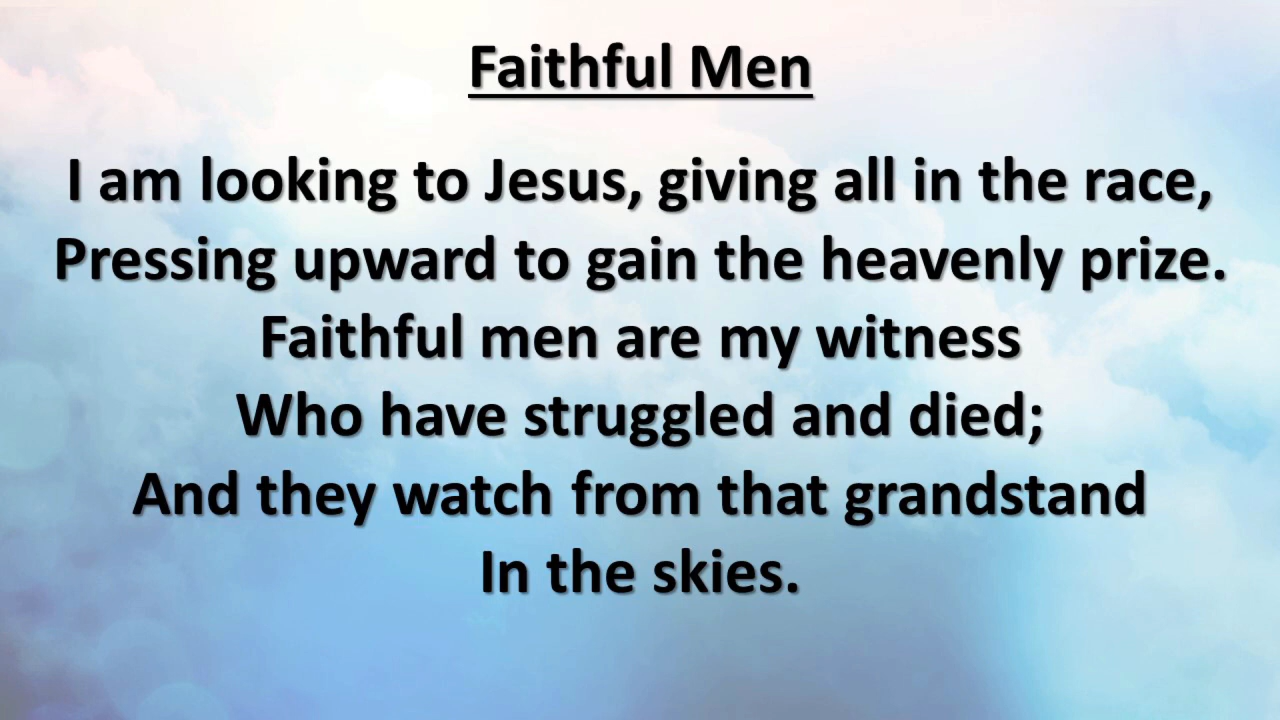 Faithful Men
I am looking to Jesus, giving all in the race,
Pressing upward to gain the heavenly prize.
Faithful men are my witness
Who have struggled and died;
And they watch from that grandstand
In the skies.